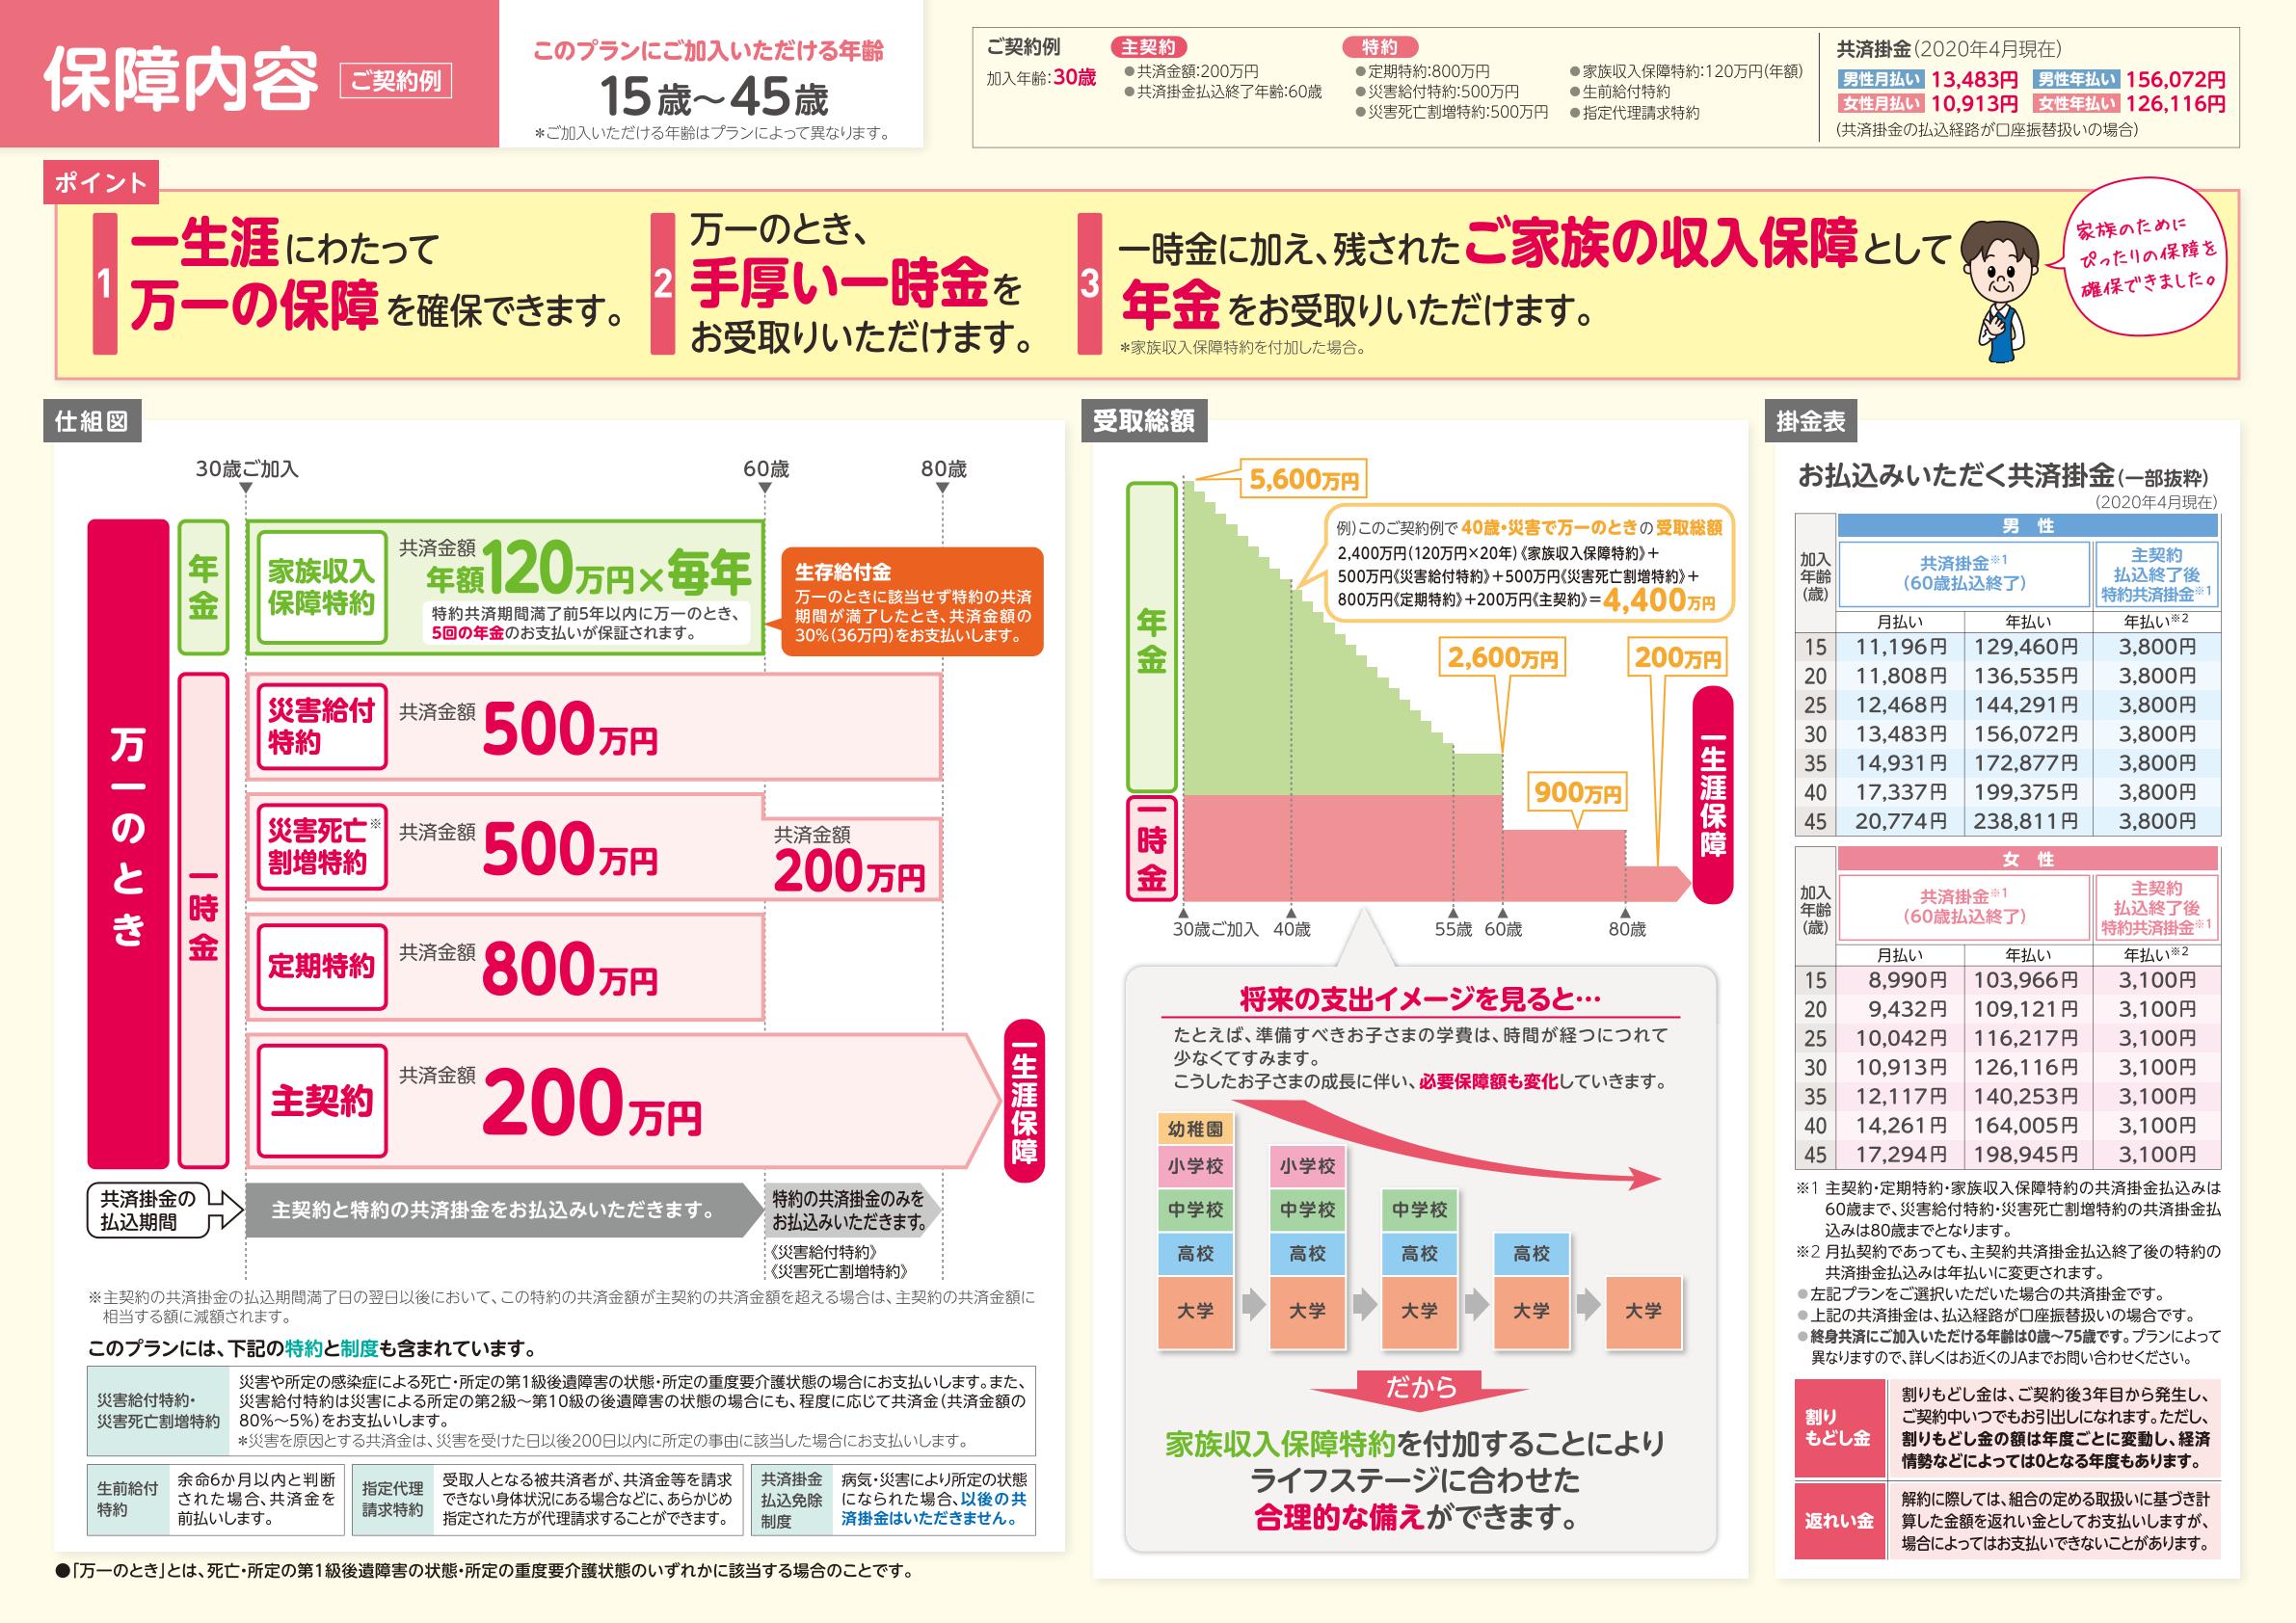 保障内容 ご契約例
このプランにご加入いただける年齢
15歳～45歳
＊ご加入いただける年齢はプランによって異なります。
ご契約例
加入年齢:30歳
主契約
●共済金額:200万円
●共済掛金払込終了年齢:60歳
特約
●定期特約:800万円
●災害給付特約:500万円
●災害死亡割増特約:500万円
●家族収入保障特約:120万円(年額)
●生前給付特約
●指定代理請求特約
共済掛金(2020年4月現在)
男性月払い 13,483円 男性年払い 156,072円
女性月払い 10,913円 女性年払い 126,116円
(共済掛金の払込経路が口座振替扱いの場合)
ポイント
1
一生涯にわたって
万一の保障を確保できます。
2
万一のとき、
手厚い一時金を
お受取りいただけます。
3
一時金に加え、残されたご家族の収入保障として
年金をお受取りいただけます。
＊家族収入保障特約を付加した場合。
家族のために
ぴったりの保障を
確保できました。
仕組図
30歳ご加入 60歳 80歳
万一のとき
年金
家族収入
保障特約
共済金額
年額120万円×毎年
特約共済期間満了前5年以内に万一のとき、
5回の年金のお支払いが保証されます。
生存給付金
万一のときに該当せず特約の共済
期間が満了したとき、共済金額の
30%(36万円)をお支払いします。
一時金
災害給付
特約
共済金額 500万円
災害死亡※
割増特約
共済金額 500万円
共済金額
200万円
定期特約
共済金額 800万円
主契約
共済金額 200万円
一生涯保障
共済掛金の
払込期間
主契約と特約の共済掛金をお払込みいただきます。
特約の共済掛金のみを
お払込みいただきます。
《災害給付特約》
《災害死亡割増特約》
※主契約の共済掛金の払込期間満了日の翌日以後において、この特約の共済金額が主契約の共済金額を超える場合は、主契約の共済金額に
相当する額に減額されます。
このプランには、下記の特約と制度も含まれています。
災害給付特約・
災害死亡割増特約
災害や所定の感染症による死亡・所定の第1級後遺障害の状態・所定の重度要介護状態の場合にお支払いします。また、
災害給付特約は災害による所定の第2級～第10級の後遺障害の状態の場合にも、程度に応じて共済金(共済金額の
80%～5%)をお支払いします。
＊災害を原因とする共済金は、災害を受けた日以後200日以内に所定の事由に該当した場合にお支払いします。
生前給付
特約
余命6か月以内と判断
された場合、共済金を
前払いします。
指定代理
請求特約
受取人となる被共済者が、共済金等を請求
できない身体状況にある場合などに、あらかじめ
指定された方が代理請求することができます。
共済掛金
払込免除
制度
病気・災害により所定の状態
になられた場合、以後の共
済掛金はいただきません。
●「万一のとき」とは、死亡・所定の第1級後遺障害の状態・所定の重度要介護状態のいずれかに該当する場合のことです。
受取総額
5,600万円
例)このご契約例で40歳・災害で万一のときの受取総額
2,400万円(120万円×20年)《家族収入保障特約》＋
500万円《災害給付特約》＋500万円《災害死亡割増特約》＋
800万円《定期特約》＋200万円《主契約》＝4,400万円
2,600万円
200万円
900万円
年金
一時金
一生涯保障
30歳ご加入 40歳 55歳 60歳 80歳
将来の支出イメージを見ると…
たとえば、準備すべきお子さまの学費は、時間が経つにつれて
少なくてすみます。
こうしたお子さまの成長に伴い、必要保障額も変化していきます。
幼稚園
小学校 小学校
中学校 中学校 中学校
高校 高校 高校 高校
大学 大学 大学 大学 大学
だから
家族収入保障特約を付加することにより
ライフステージに合わせた
合理的な備えができます。
掛金表
お払込みいただく共済掛金(一部抜粋)
(2020年4月現在)
加入
年齢
(歳)
男 性
共済掛金※1
(60歳払込終了)
主契約
払込終了後
特約共済掛金※1
月払い 年払い 年払い※2
15 11,196円 129,460円 3,800円
20 11,808円 136,535円 3,800円
25 12,468円 144,291円 3,800円
30 13,483円 156,072円 3,800円
35 14,931円 172,877円 3,800円
40 17,337円 199,375円 3,800円
45 20,774円 238,811円 3,800円
加入
年齢
(歳)
女 性
共済掛金※1
(60歳払込終了)
主契約
払込終了後
特約共済掛金※1
月払い 年払い 年払い※2
15 8,990円 103,966円 3,100円
20 9,432円 109,121円 3,100円
25 10,042円 116,217円 3,100円
30 10,913円 126,116円 3,100円
35 12,117円 140,253円 3,100円
40 14,261円 164,005円 3,100円
45 17,294円 198,945円 3,100円
※1 主契約・定期特約・家族収入保障特約の共済掛金払込みは
60歳まで、災害給付特約・災害死亡割増特約の共済掛金払
込みは80歳までとなります。
※2 月払契約であっても、主契約共済掛金払込終了後の特約の
共済掛金払込みは年払いに変更されます。
●左記プランをご選択いただいた場合の共済掛金です。
●上記の共済掛金は、払込経路が口座振替扱いの場合です。
●終身共済にご加入いただける年齢は0歳～75歳です。プランによって
異なりますので、詳しくはお近くのJAまでお問い合わせください。
割り
もどし金
割りもどし金は、ご契約後3年目から発生し、
ご契約中いつでもお引出しになれます。ただし、
割りもどし金の額は年度ごとに変動し、経済
情勢などによっては0となる年度もあります。
返れい金
解約に際しては、組合の定める取扱いに基づき計
算した金額を返れい金としてお支払いしますが、
場合によってはお支払いできないことがあります。